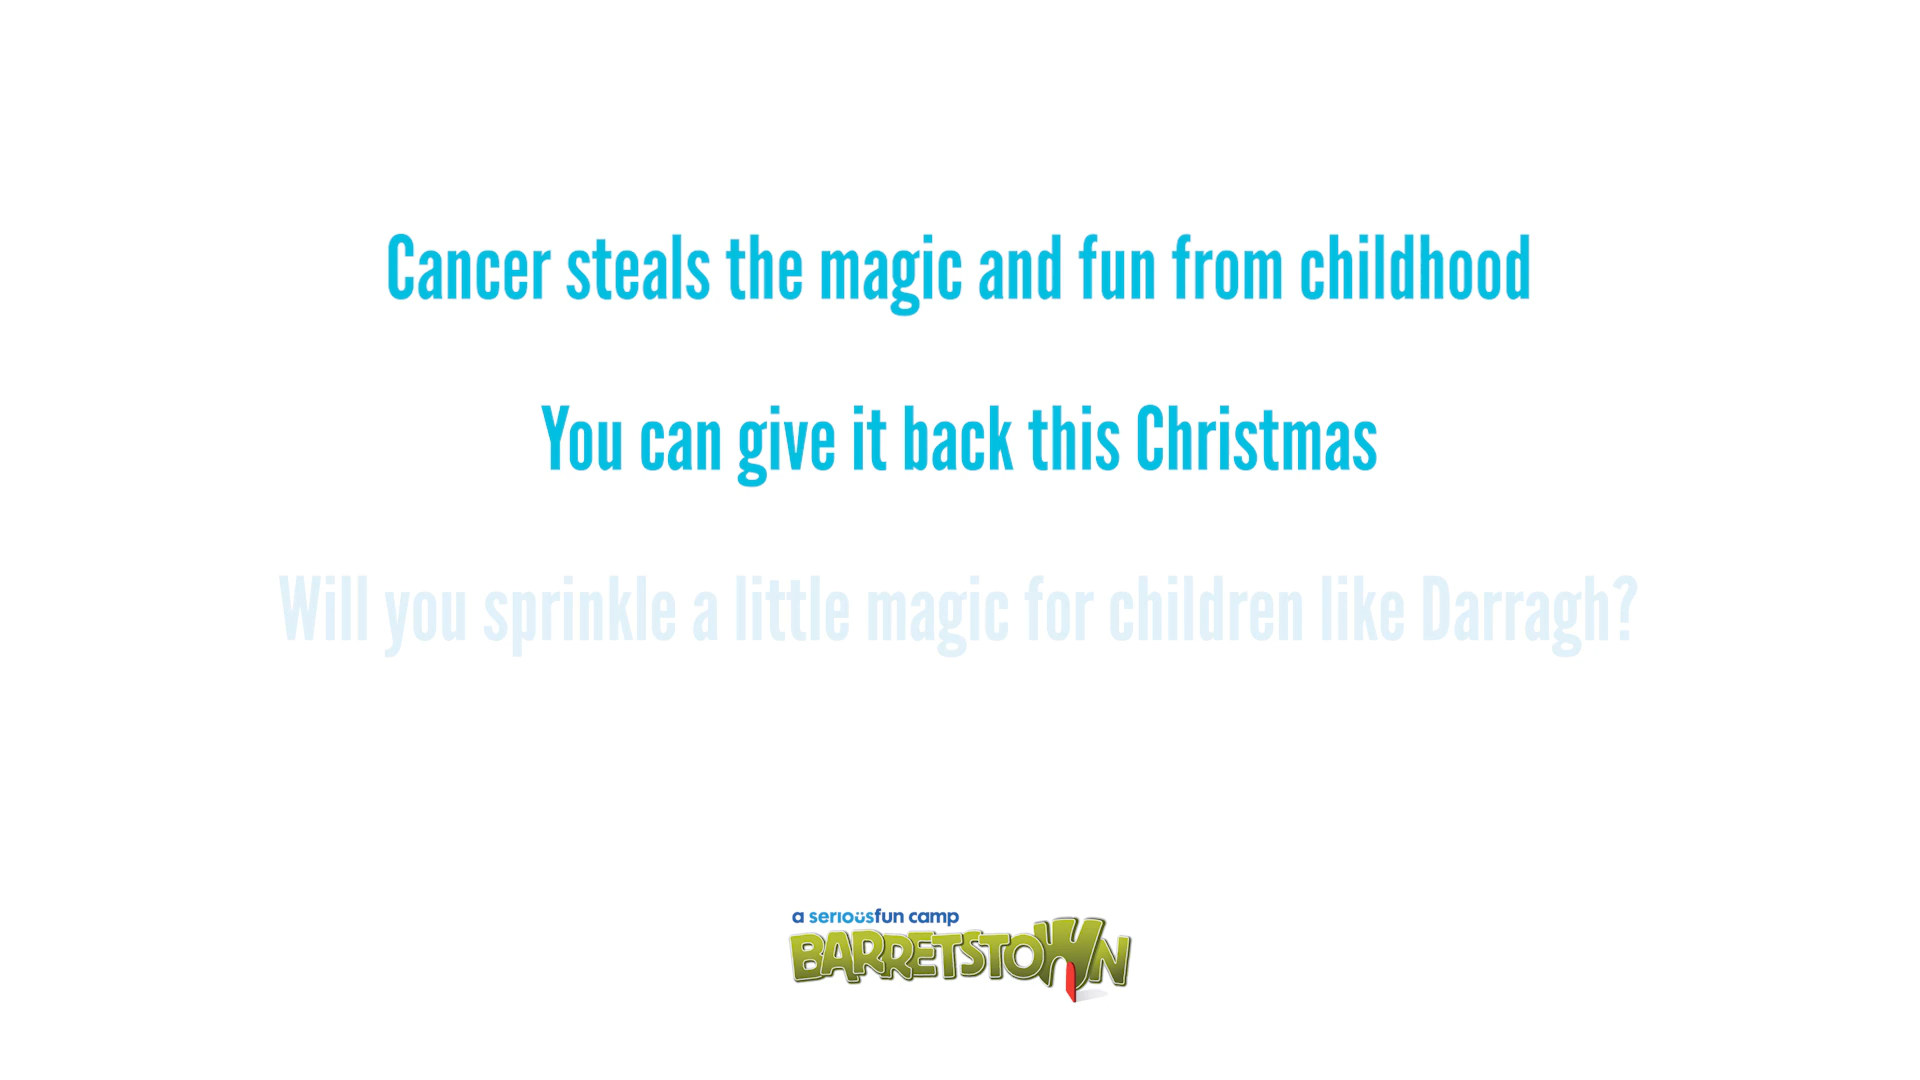 Cancer steals the magic and fun from childhood
You can give it back this Christmas
Will you sprinkle a little magic for children like Darragh?
a seriousfun camp
BARRETSTOWN